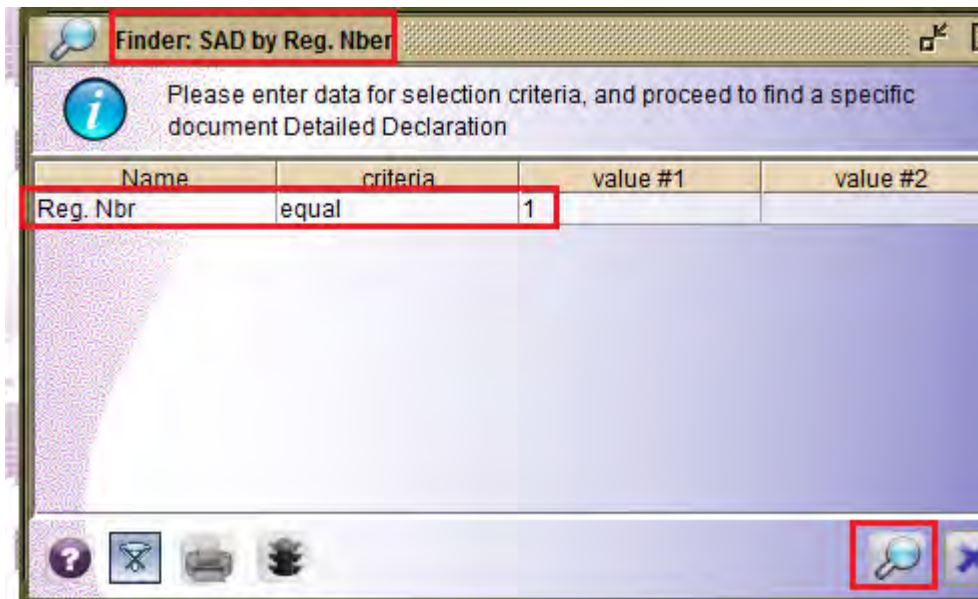 Finder: SAD by Reg. Nber
Please enter data for selection criteria, and proceed to find a specific
document Detailed Declaration
Name criteria value #1 value #2
Reg. Nbr equal 1